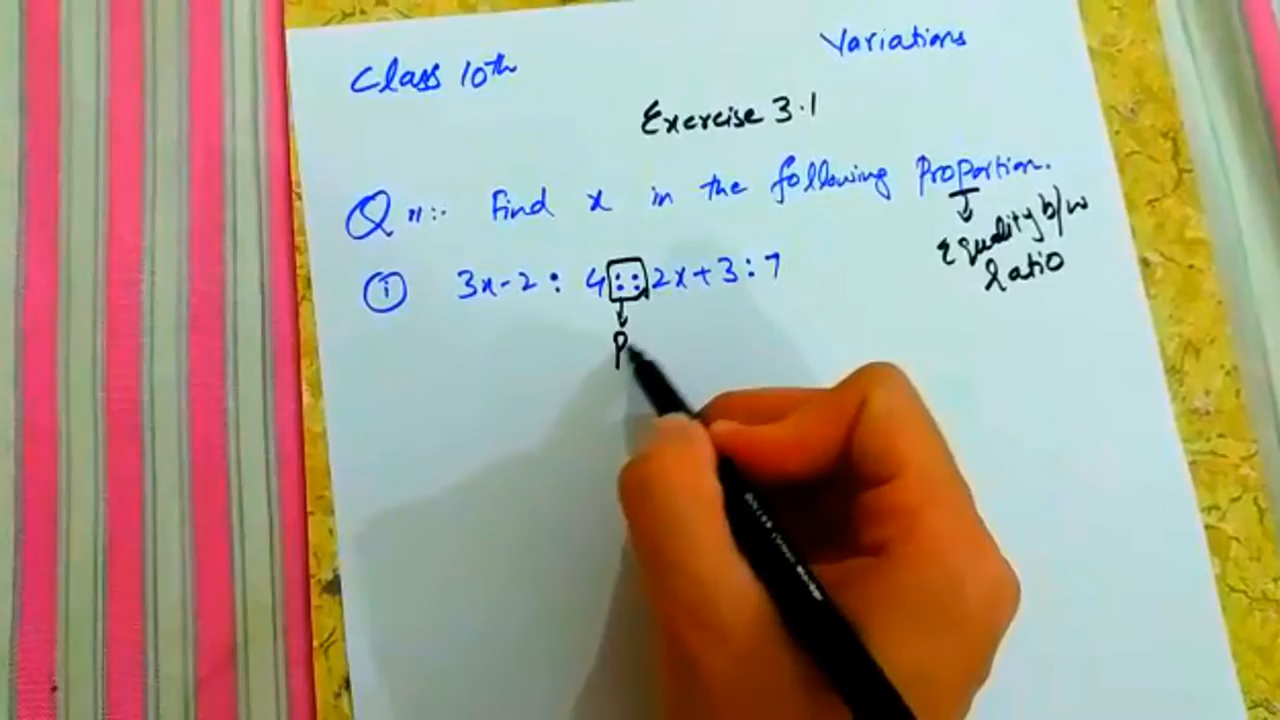 Class 10th
Variations
Exercise 3.1
Q11:- Find x in the following Proportion.
Equality b/w
ratio
i 3x-2 : 4 :: 2x+3 : 7
P